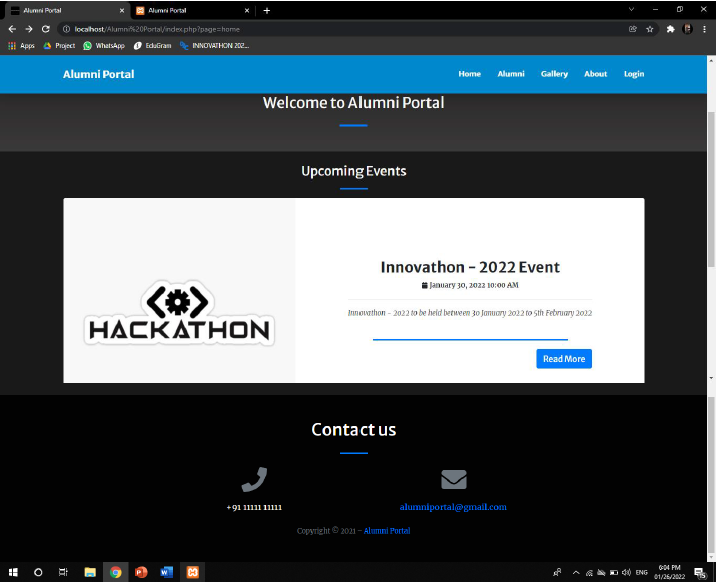 Alumni Portal
Alumni Portal
localhost/Alumni%20Portal/index.php?page=home
Apps
Project
WhatsApp
EduGram
INNOVATHON 202...
Alumni Portal
Home
Alumni
Gallery
About
Login
Welcome to Alumni Portal
Upcoming Events
HACKATHON
Innovathon - 2022 Event
January 30, 2022 10:00 AM
Innovathon - 2022 to be held between 30 January 2022 to 5th February 2022
Read More
Contact us
+91 11111 11111
alumniportal@gmail.com
Copyright © 2021 - Alumni Portal
ENG
6:04 PM
01/26/2022